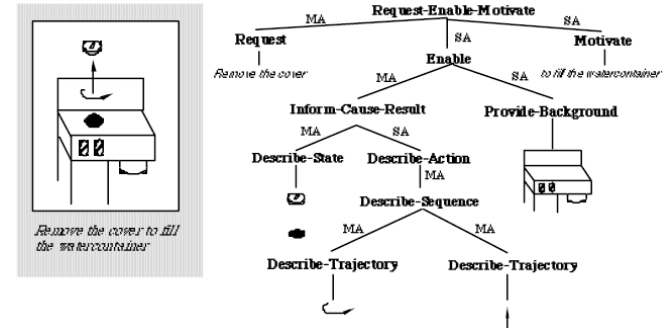 Request-Enable-Motivate
MA
SA
Request
SA
Motivate
Remove the cover
Enable
to fill the watercontainer
MA
SA
Inform-Cause-Result
Provide-Background
MA
SA
Describe-State
Describe-Action
MA
Describe-Sequence
MA
MA
Describe-Trajectory
Describe-Trajectory
Remove the cover to fill
the watercontainer